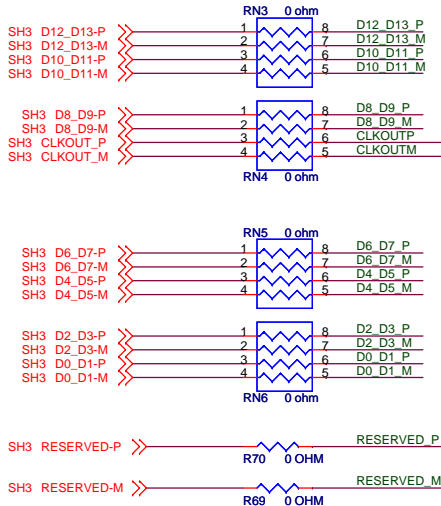 RN3 0 ohm
SH3 D12_D13-P 1 8 D12_D13_P
SH3 D12_D13-M 2 7 D12_D13_M
SH3 D10_D11-P 3 6 D10_D11_P
SH3 D10_D11-M 4 5 D10_D11_M
SH3 D8_D9-P 1 8 D8_D9_P
SH3 D8_D9-M 2 7 D8_D9_M
SH3 CLKOUT_P 3 6 CLKOUTP
SH3 CLKOUT_M 4 5 CLKOUTM
RN4 0 ohm
RN5 0 ohm
SH3 D6_D7-P 1 8 D6_D7_P
SH3 D6_D7-M 2 7 D6_D7_M
SH3 D4_D5-P 3 6 D4_D5_P
SH3 D4_D5-M 4 5 D4_D5_M
SH3 D2_D3-P 1 8 D2_D3_P
SH3 D2_D3-M 2 7 D2_D3_M
SH3 D0_D1-P 3 6 D0_D1_P
SH3 D0_D1-M 4 5 D0_D1_M
RN6 0 ohm
SH3 RESERVED-P RESERVED_P
R70 0 OHM
SH3 RESERVED-M RESERVED_M
R69 0 OHM